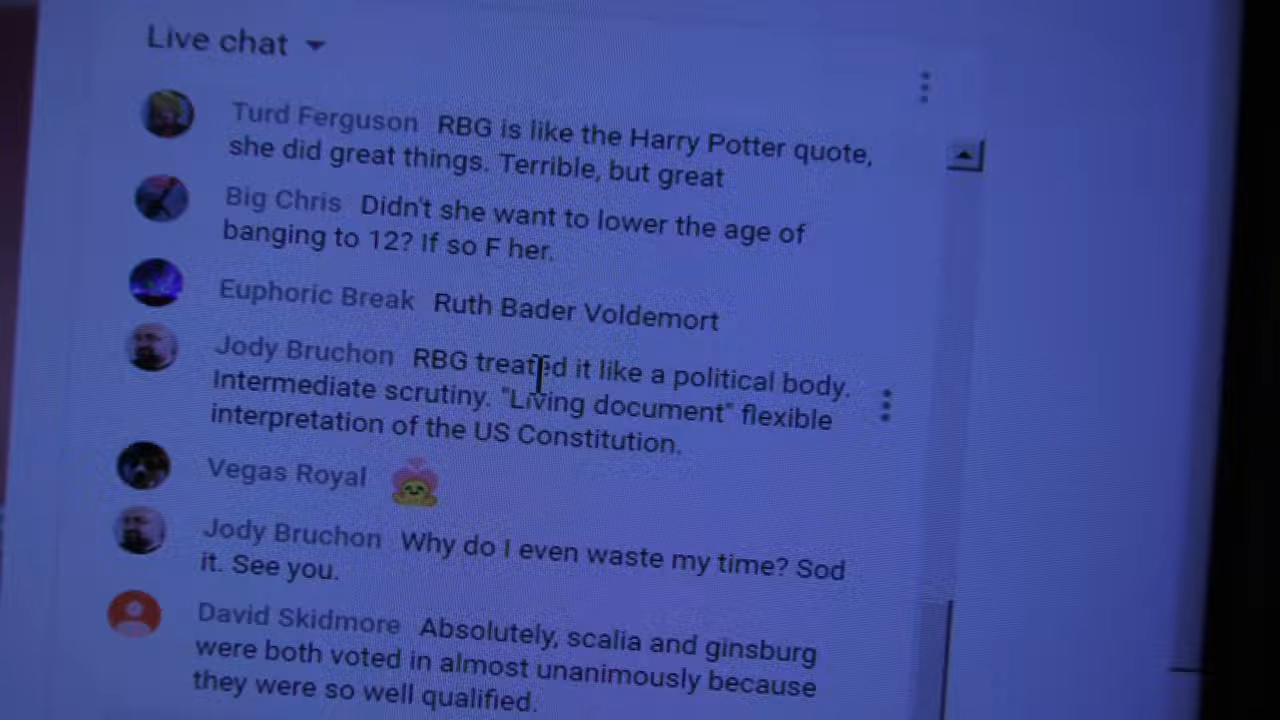 Live chat
Turd Ferguson RBG is like the Harry Potter quote,
she did great things. Terrible, but great
Big Chris Didn't she want to lower the age of
banging to 12? If so F her.
Euphoric Break Ruth Bader Voldemort
Jody Bruchon RBG treated it like a political body.
Intermediate scrutiny. "Living document" flexible
interpretation of the US Constitution.
Vegas Royal
Jody Bruchon Why do I even waste my time? Sod
it. See you.
David Skidmore Absolutely, scalia and ginsburg
were both voted in almost unanimously because
they were so well qualified.